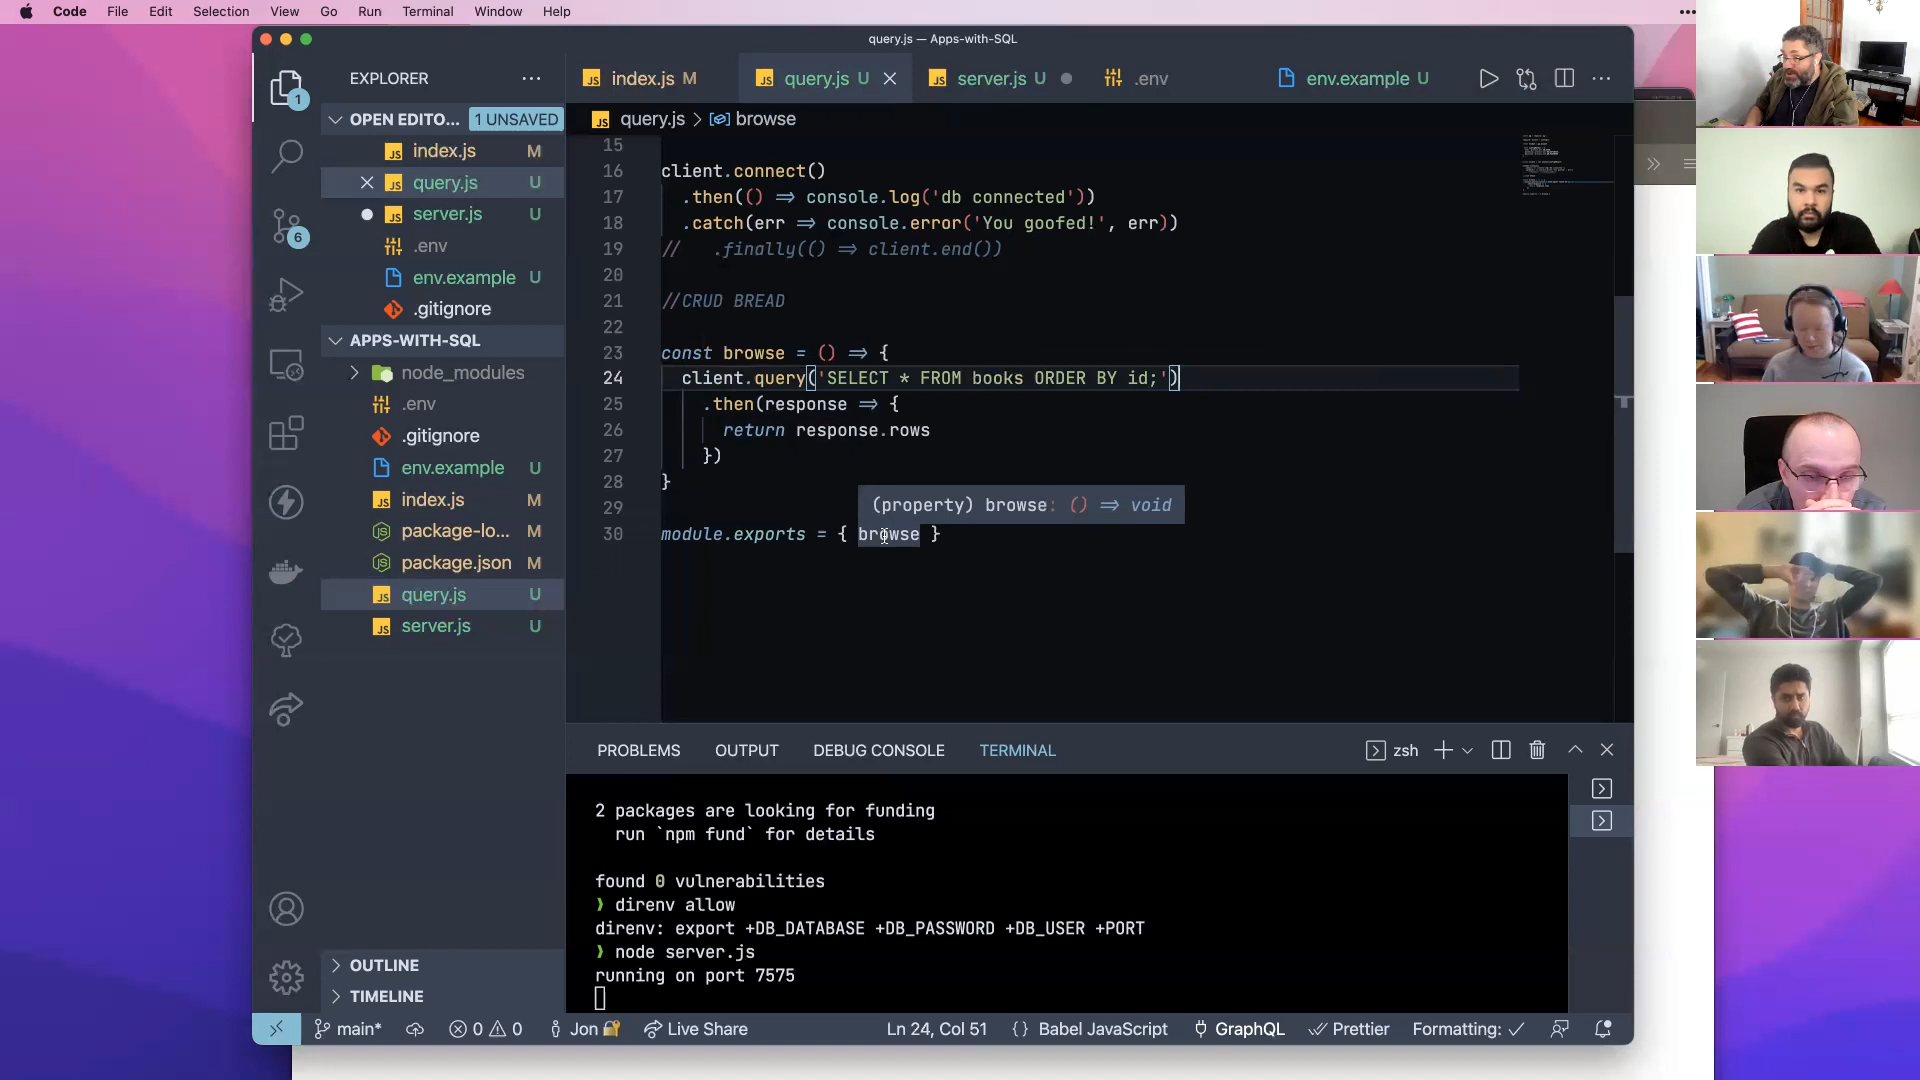 Code File Edit Selection View Go Run Terminal Window Help
query.js — Apps-with-SQL
EXPLORER
index.js M
query.js U
server.js U
.env
env.example U
OPEN EDITO... 1 UNSAVED
index.js M
query.js U
server.js U
.env
env.example U
.gitignore
APPS-WITH-SQL
node_modules
.env
.gitignore
env.example U
index.js M
package-lo... M
package.json M
query.js U
server.js U
OUTLINE
TIMELINE
1
6
query.js > browse
15
16 client.connect()
17 .then(() => console.log('db connected'))
18 .catch(err => console.error('You goofed!', err))
19 // .finally(() => client.end())
20
21 //CRUD BREAD
22
23 const browse = () => {
24 client.query('SELECT * FROM books ORDER BY id;')
25 .then(response => {
26 return response.rows
27 })
28 }
29
(property) browse: () => void
30 module.exports = { browse }
PROBLEMS OUTPUT DEBUG CONSOLE TERMINAL
zsh
2 packages are looking for funding
run `npm fund` for details
found 0 vulnerabilities
❱ direnv allow
direnv: export +DB_DATABASE +DB_PASSWORD +DB_USER +PORT
❱ node server.js
running on port 7575
main* 0 0 Jon Live Share Ln 24, Col 51 {} Babel JavaScript GraphQL Prettier Formatting: ✓